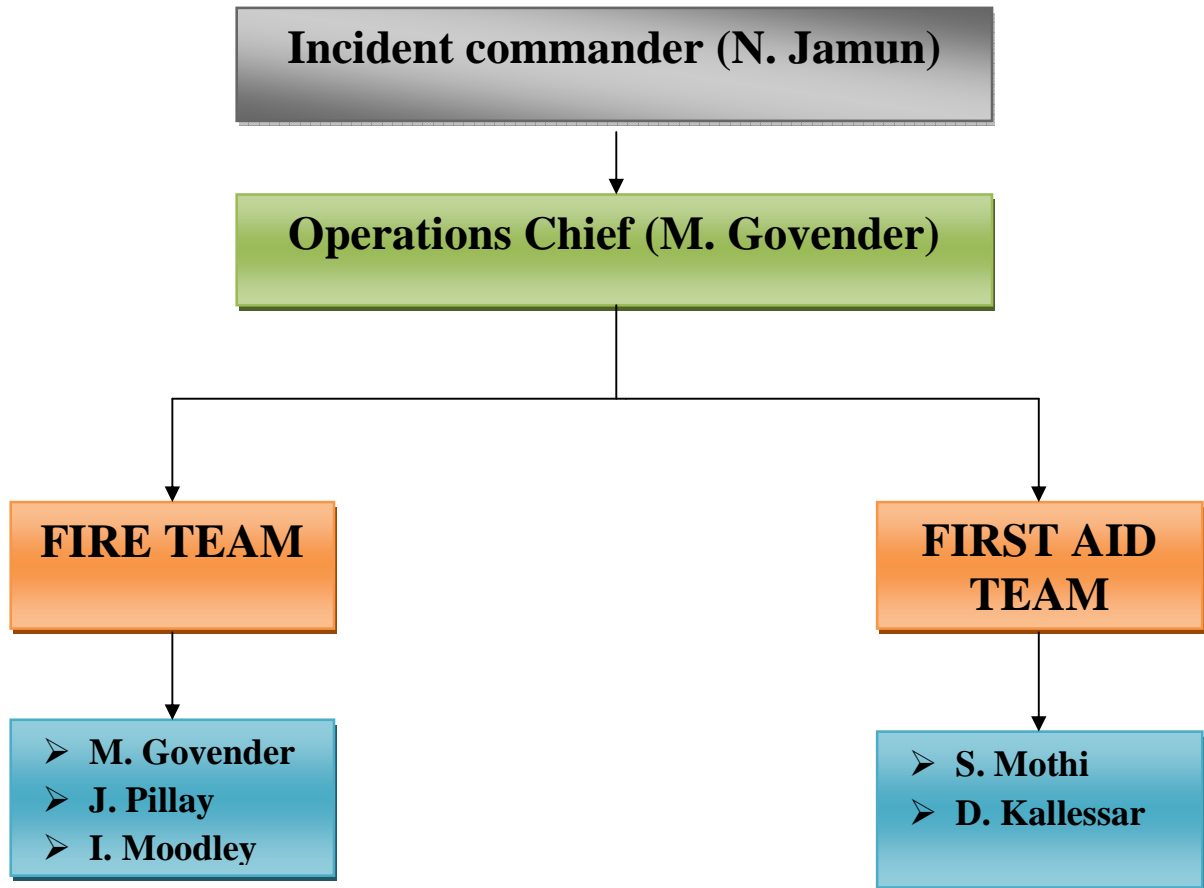 Incident commander (N. Jamun)
Operations Chief (M. Govender)
FIRE TEAM
FIRST AID
TEAM
➢ M. Govender
➢ J. Pillay
➢ I. Moodley
➢ S. Mothi
➢ D. Kallessar